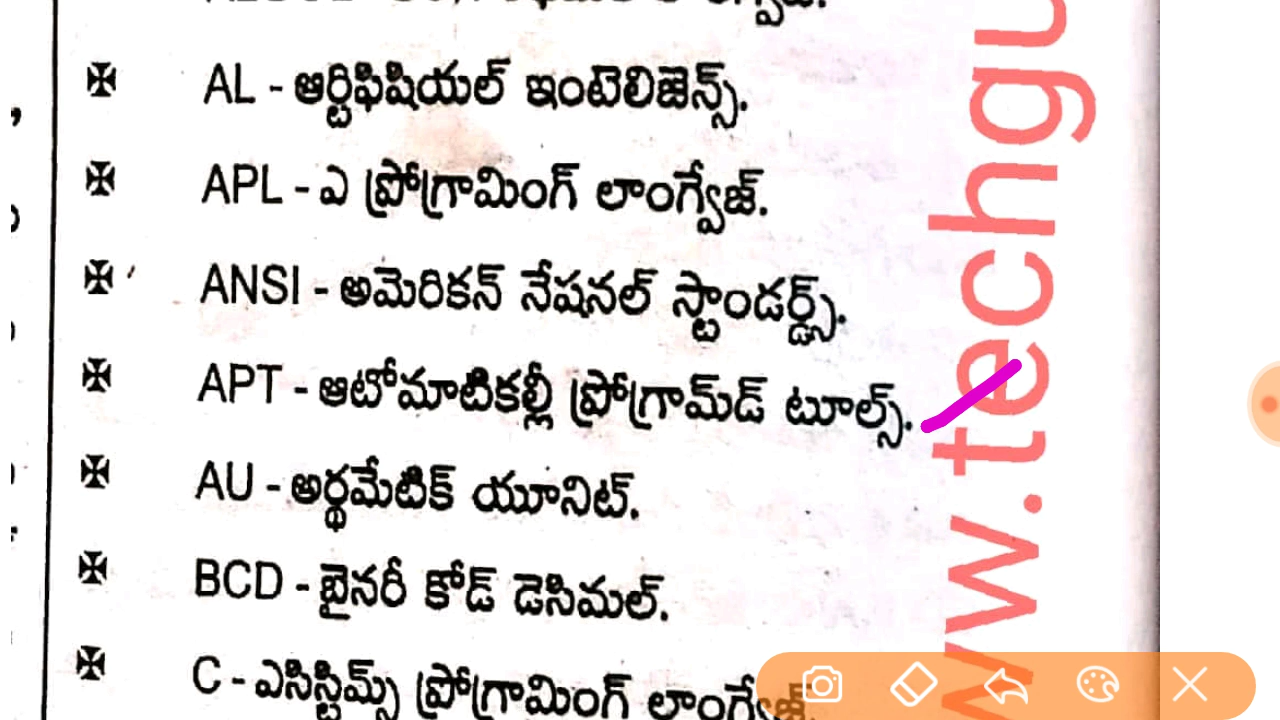 AL - ఆర్టిఫిషియల్ ఇంటెలిజెన్స్.
APL - ఎ ప్రోగ్రామింగ్ లాంగ్వేజ్.
ANSI - అమెరికన్ నేషనల్ స్టాండర్డ్స్.
APT - ఆటోమాటికల్లీ ప్రోగ్రామ్‌డ్ టూల్స్.
AU - అర్థమేటిక్ యూనిట్.
BCD - బైనరీ కోడ్ డెసిమల్.
C - ఎసిస్టిమ్స్ ప్రోగ్రామింగ్ లాంగ్వేజ్.
w.techgu